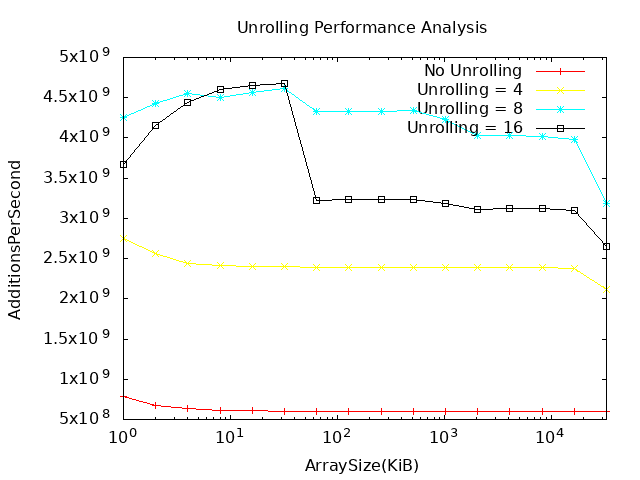 Unrolling Performance Analysis
5x10^9
4.5x10^9
4x10^9
3.5x10^9
3x10^9
2.5x10^9
2x10^9
1.5x10^9
1x10^9
5x10^8
AdditionsPerSecond
No Unrolling
Unrolling = 4
Unrolling = 8
Unrolling = 16
10^0 10^1 10^2 10^3 10^4
ArraySize(KiB)